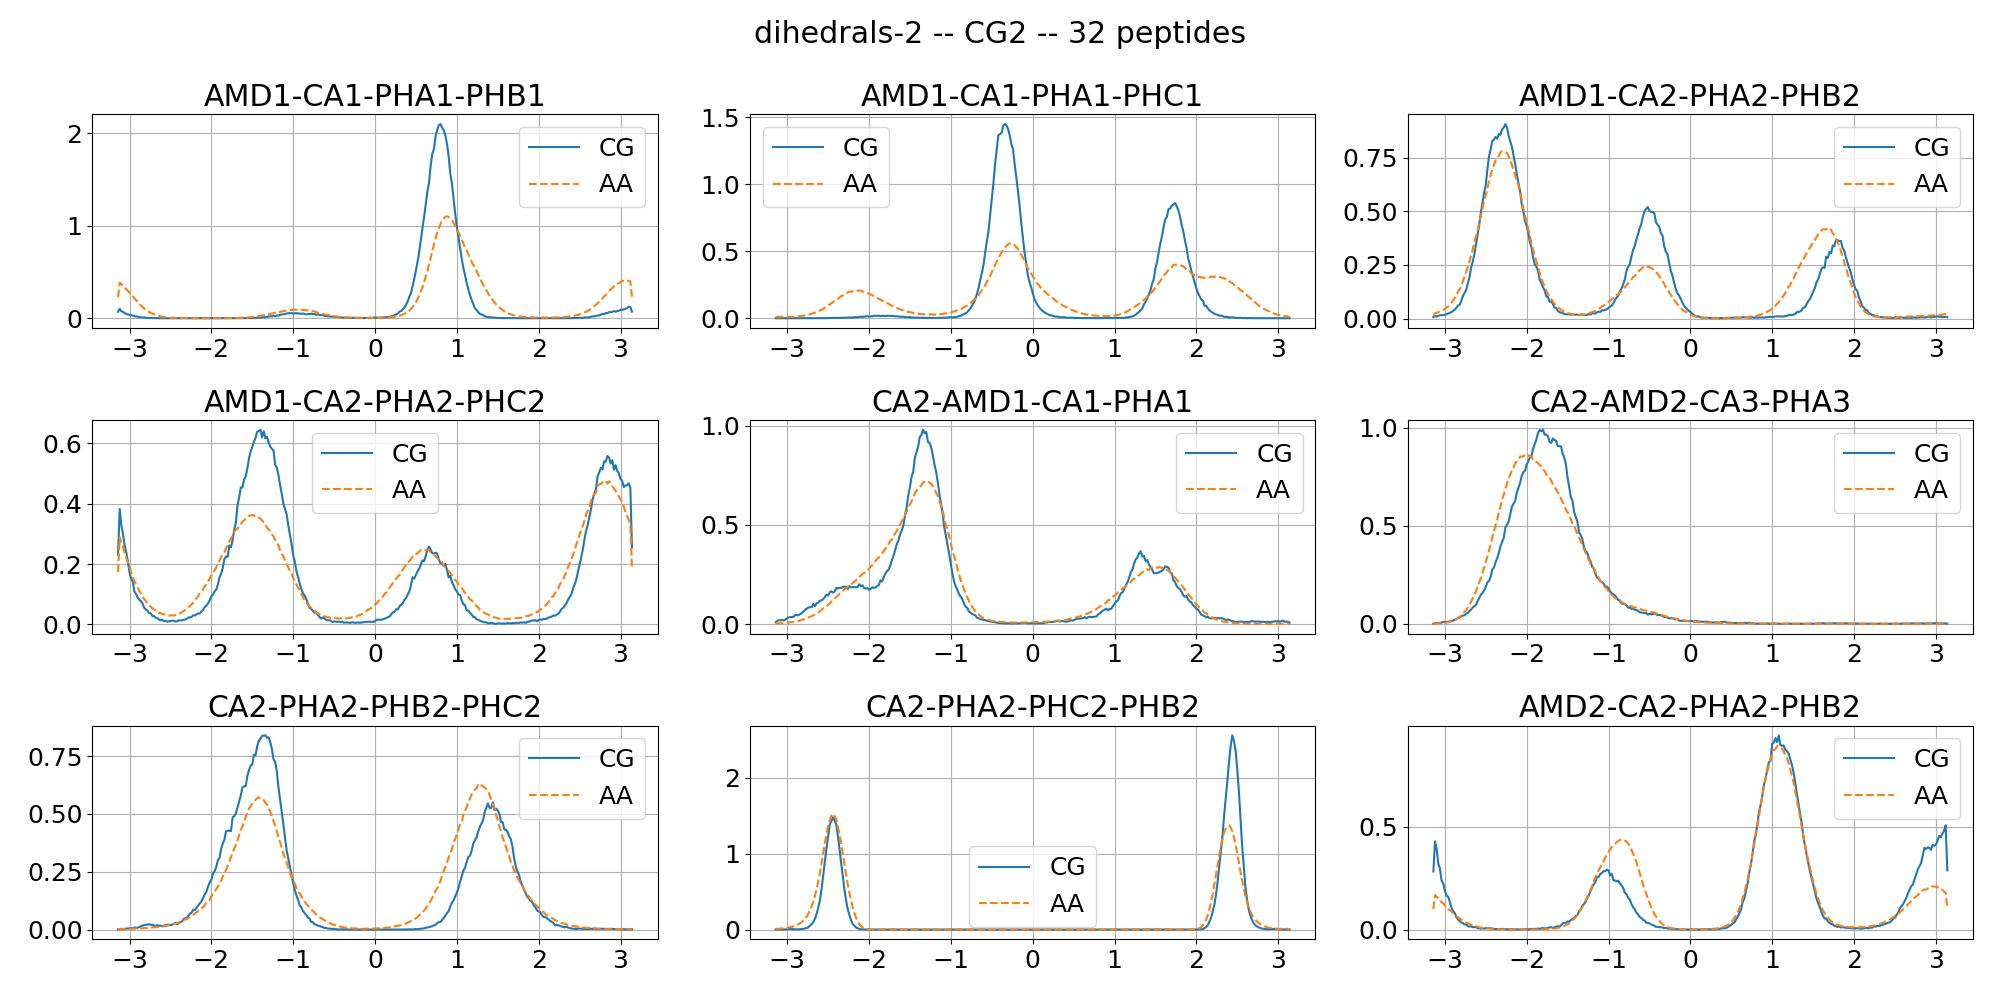 dihedrals-2 -- CG2 -- 32 peptides
AMD1-CA1-PHA1-PHB1
2
1
0
−3 −2 −1 0 1 2 3
CG
AA
AMD1-CA1-PHA1-PHC1
1.5
1.0
0.5
0.0
−3 −2 −1 0 1 2 3
CG
AA
AMD1-CA2-PHA2-PHB2
0.75
0.50
0.25
0.00
−3 −2 −1 0 1 2 3
CG
AA
AMD1-CA2-PHA2-PHC2
0.6
0.4
0.2
0.0
−3 −2 −1 0 1 2 3
CG
AA
CA2-AMD1-CA1-PHA1
1.0
0.5
0.0
−3 −2 −1 0 1 2 3
CG
AA
CA2-AMD2-CA3-PHA3
1.0
0.5
0.0
−3 −2 −1 0 1 2 3
CG
AA
CA2-PHA2-PHB2-PHC2
0.75
0.50
0.25
0.00
−3 −2 −1 0 1 2 3
CG
AA
CA2-PHA2-PHC2-PHB2
2
1
0
−3 −2 −1 0 1 2 3
CG
AA
AMD2-CA2-PHA2-PHB2
0.5
0.0
−3 −2 −1 0 1 2 3
CG
AA